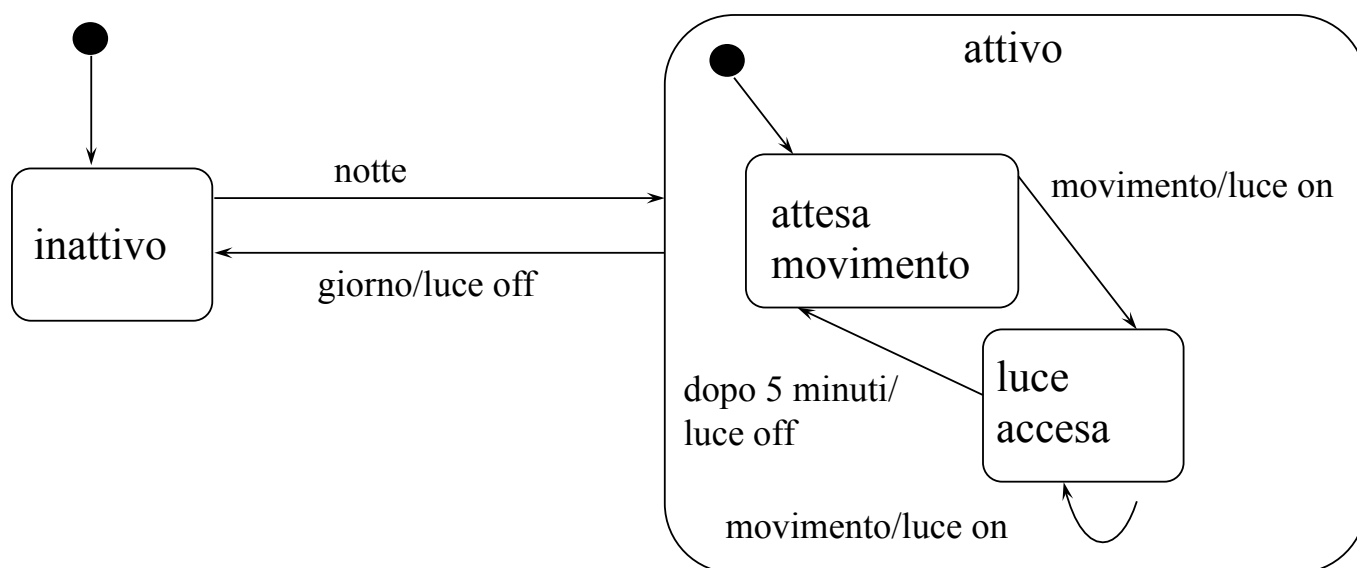 attivo
notte
movimento/luce on
attesa
movimento
inattivo
giorno/luce off
luce
accesa
dopo 5 minuti/
luce off
movimento/luce on